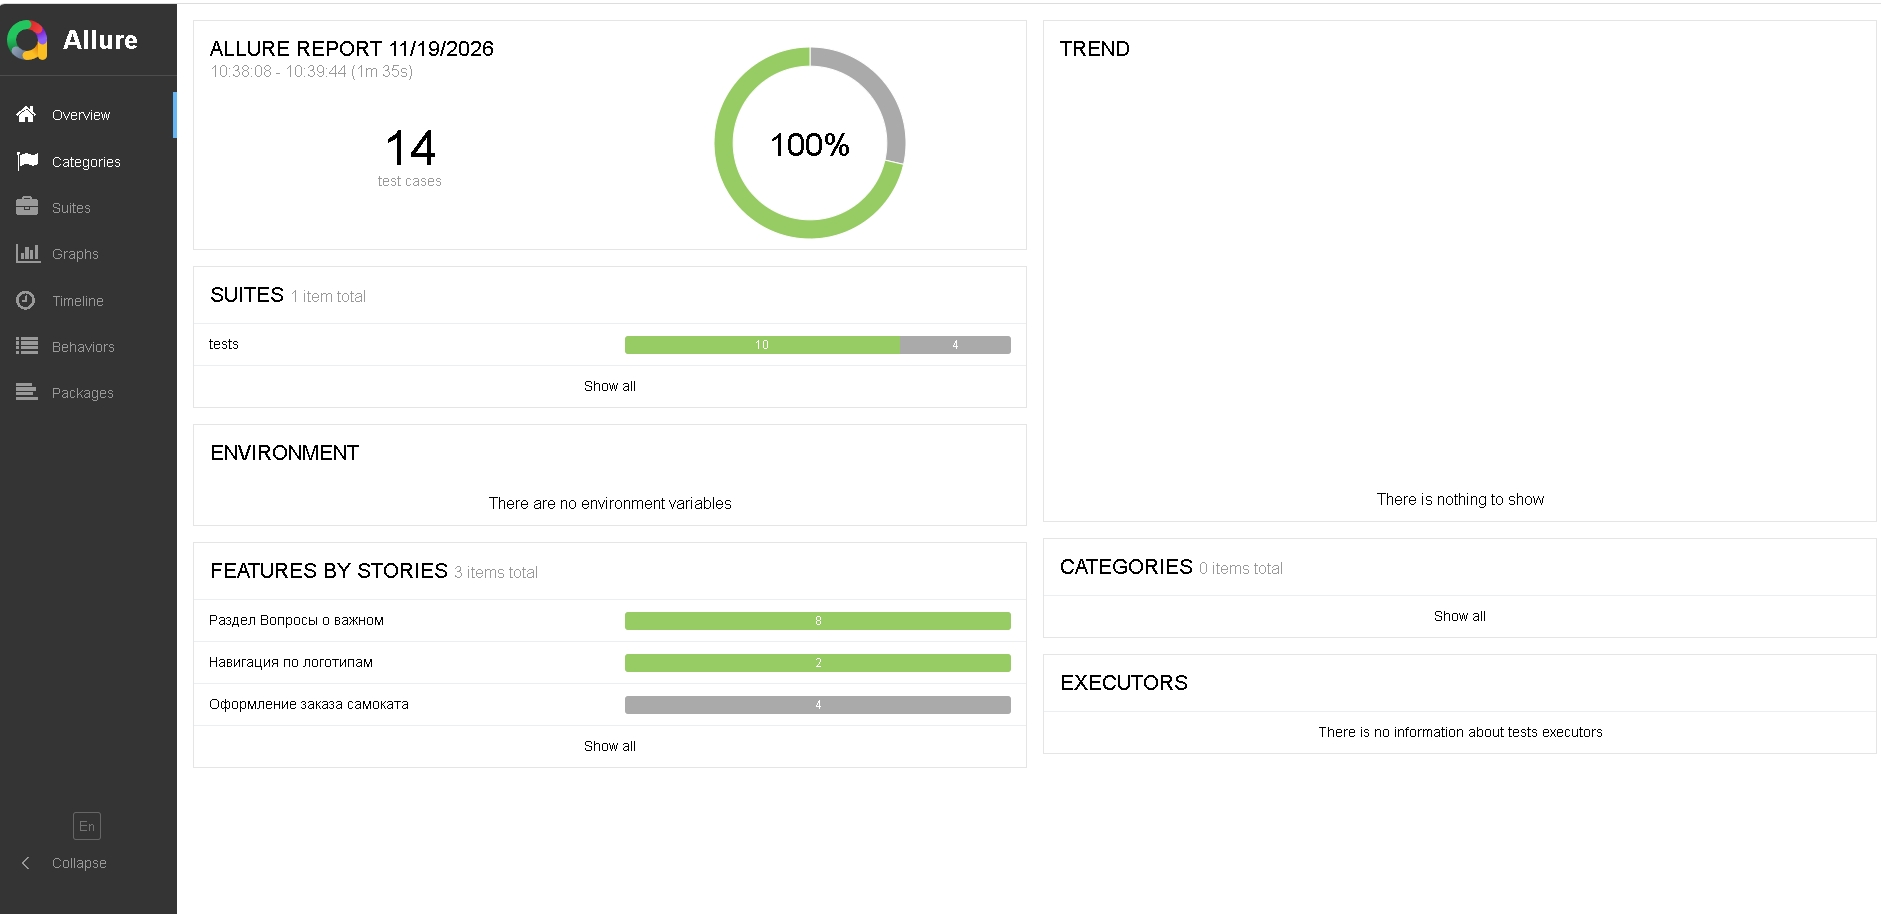 Allure
Overview
Categories
Suites
Graphs
Timeline
Behaviors
Packages
En
Collapse
ALLURE REPORT 11/19/2026
10:38:08 - 10:39:44 (1m 35s)
14
test cases
100%
SUITES 1 item total
tests 10 4
Show all
ENVIRONMENT
There are no environment variables
FEATURES BY STORIES 3 items total
Раздел Вопросы о важном 8
Навигация по логотипам 2
Оформление заказа самоката 4
Show all
TREND
There is nothing to show
CATEGORIES 0 items total
Show all
EXECUTORS
There is no information about tests executors